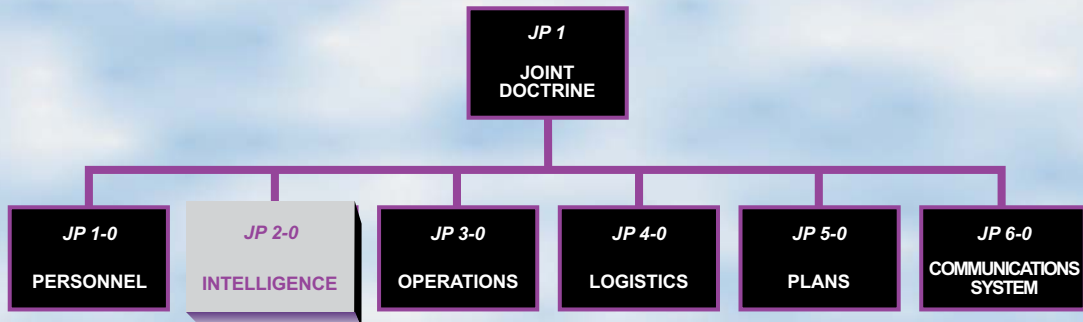 JP 1
JOINT
DOCTRINE
JP 1-0
PERSONNEL
JP 2-0
INTELLIGENCE
JP 3-0
OPERATIONS
JP 4-0
LOGISTICS
JP 5-0
PLANS
JP 6-0
COMMUNICATIONS
SYSTEM